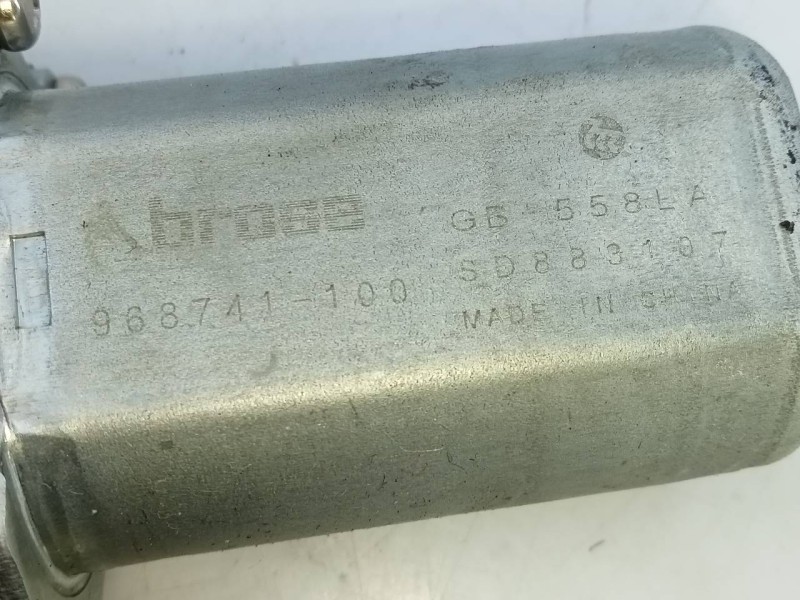 brose
968741-100
GB 558LA
SD883107
MADE IN CHINA